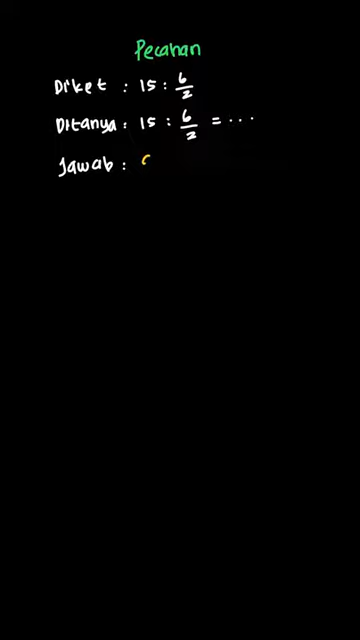 Pecahan
Diket : 15 : 6/2
Ditanya : 15 : 6/2 = ...
Jawab :